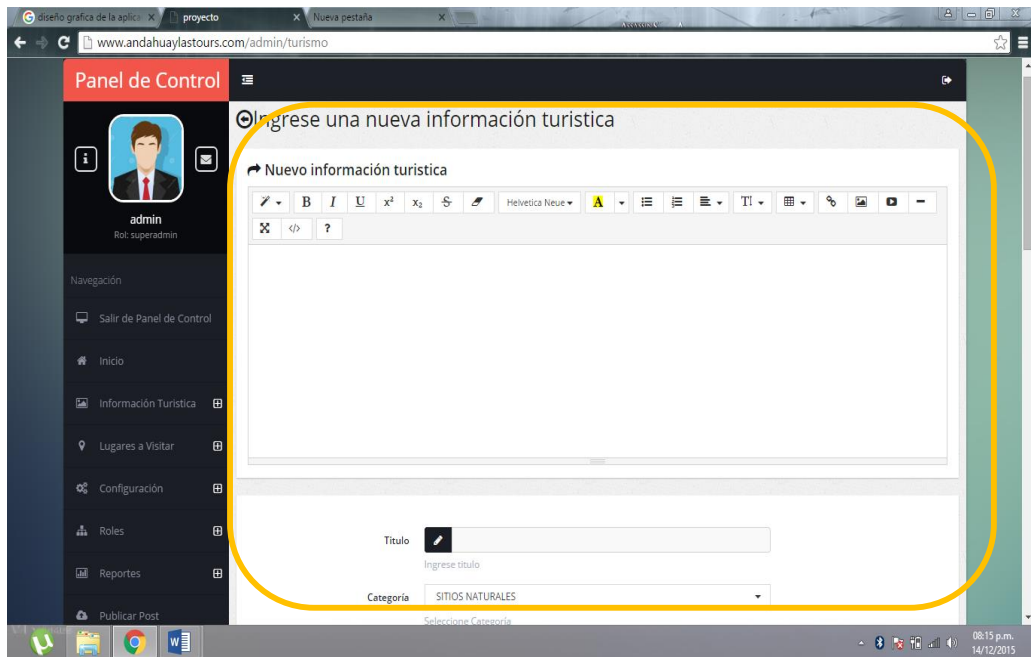 diseño grafica de la aplic
proyecto
Nueva pestaña
www.andahuaylastours.com/admin/turismo
Panel de Control
admin
Rol: superadmin
Navegación
Salir de Panel de Control
Inicio
Información Turistica
Lugares a Visitar
Configuración
Roles
Reportes
Publicar Post
Ingrese una nueva información turistica
Nuevo información turistica
B I U x² x₂ S Helvetica Neue A TI
</> ?
Titulo
Ingrese titulo
Categoría SITIOS NATURALES
Seleccione Categoría
08:15 p.m.
14/12/2015